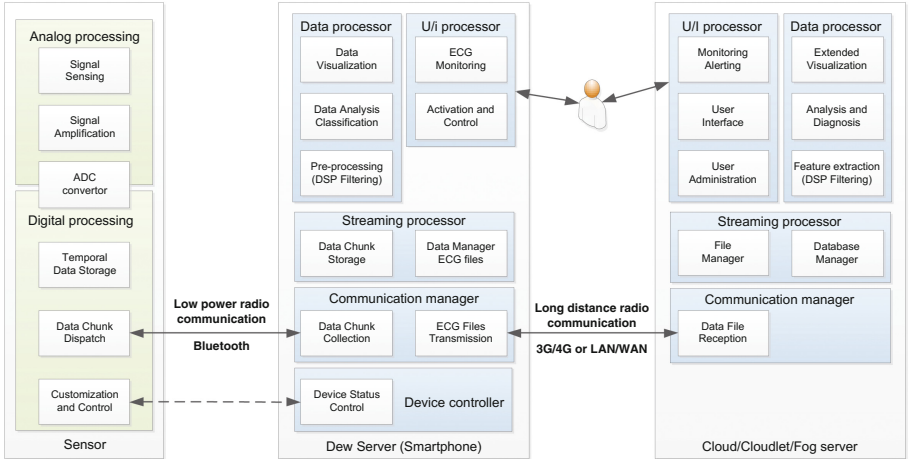 Analog processing
Signal
Sensing
Signal
Amplification
ADC
convertor
Digital processing
Temporal
Data Storage
Data Chunk
Dispatch
Customization
and Control
Sensor
Low power radio
communication
Bluetooth
Data processor
Data
Visualization
Data Analysis
Classification
Pre-processing
(DSP Filtering)
U/i processor
ECG
Monitoring
Activation and
Control
Streaming processor
Data Chunk
Storage
Data Manager
ECG files
Communication manager
Data Chunk
Collection
ECG Files
Transmission
Device Status
Control
Device controller
Dew Server (Smartphone)
Long distance radio
communication
3G/4G or LAN/WAN
U/I processor
Monitoring
Alerting
User
Interface
User
Administration
Data processor
Extended
Visualization
Analysis and
Diagnosis
Feature extraction
(DSP Filtering)
Streaming processor
File
Manager
Database
Manager
Communication manager
Data File
Reception
Cloud/Cloudlet/Fog server